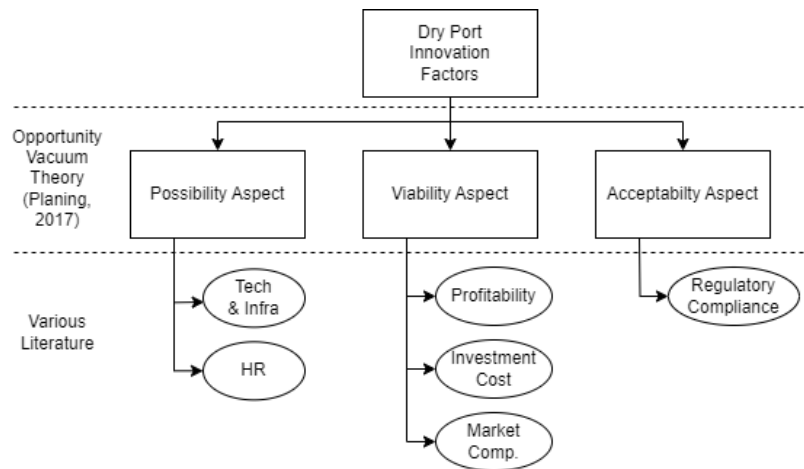 Dry Port
Innovation
Factors
Opportunity
Vacuum
Theory
(Planing,
2017)
Possibility Aspect
Viability Aspect
Acceptabilty Aspect
Various
Literature
Tech
& Infra
HR
Profitability
Investment
Cost
Market
Comp.
Regulatory
Compliance